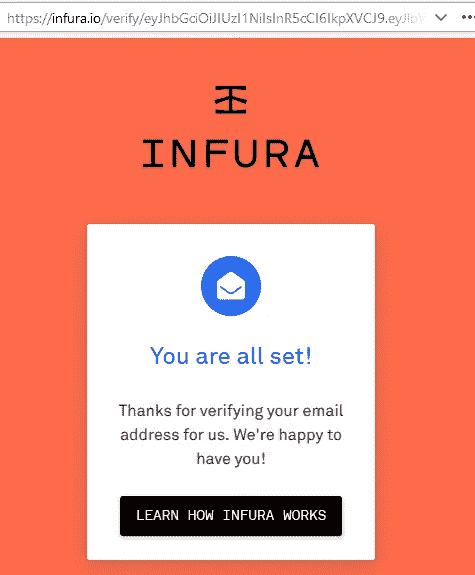 https://infura.io/verify/eyJhbGciOiJIUzI1NiIsInR5cCI6IkpXVCJ9.eyJlb
INFURA
You are all set!
Thanks for verifying your email
address for us. We're happy to
have you!
LEARN HOW INFURA WORKS